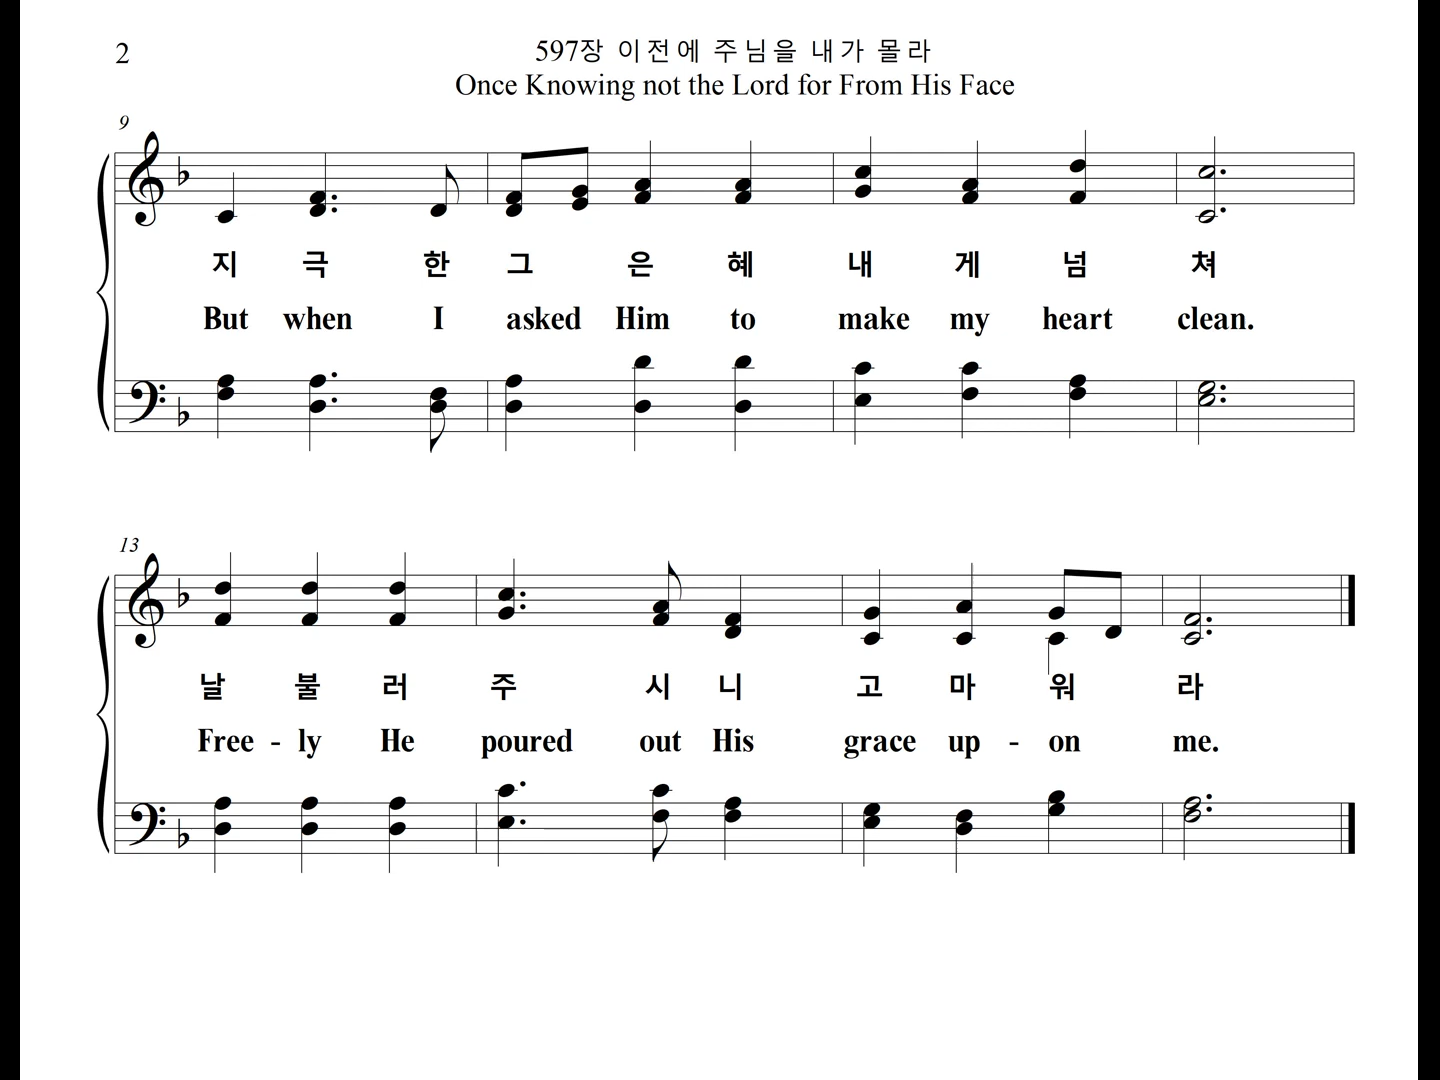 2
597장 이전에 주님을 내가 몰라
Once Knowing not the Lord for From His Face
9
지 극 한 그 은 혜 내 게 넘 쳐
But when I asked Him to make my heart clean.
13
날 불 러 주 시 니 고 마 워 라
Free - ly He poured out His grace up - on me.